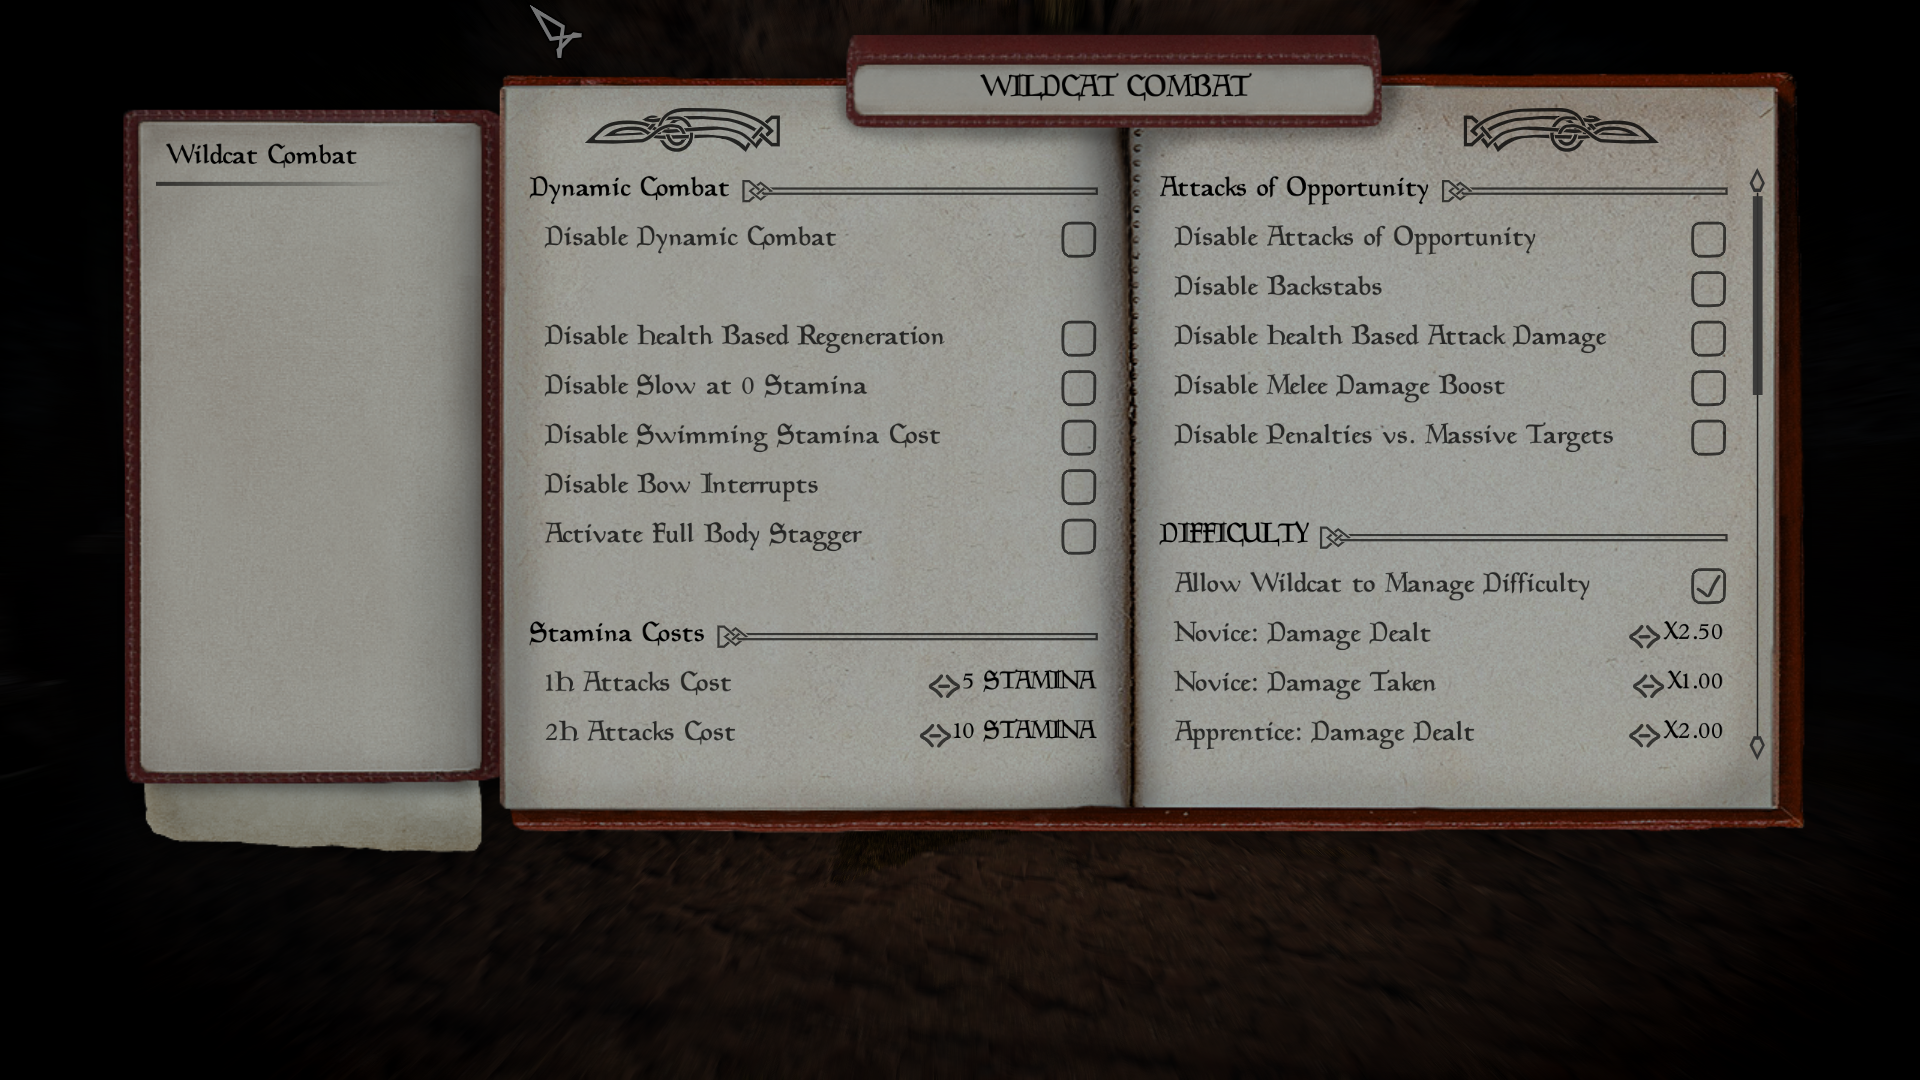 WILDCAT COMBAT
Wildcat Combat
Dynamic Combat
Disable Dynamic Combat
Disable Health Based Regeneration
Disable Slow at 0 Stamina
Disable Swimming Stamina Cost
Disable Bow Interrupts
Activate Full Body Stagger
Stamina Costs
1h Attacks Cost 5 STAMINA
2h Attacks Cost 10 STAMINA
Attacks of Opportunity
Disable Attacks of Opportunity
Disable Backstabs
Disable Health Based Attack Damage
Disable Melee Damage Boost
Disable Penalties vs. Massive Targets
DIFFICULTY
Allow Wildcat to Manage Difficulty
Novice: Damage Dealt X2.50
Novice: Damage Taken X1.00
Apprentice: Damage Dealt X2.00